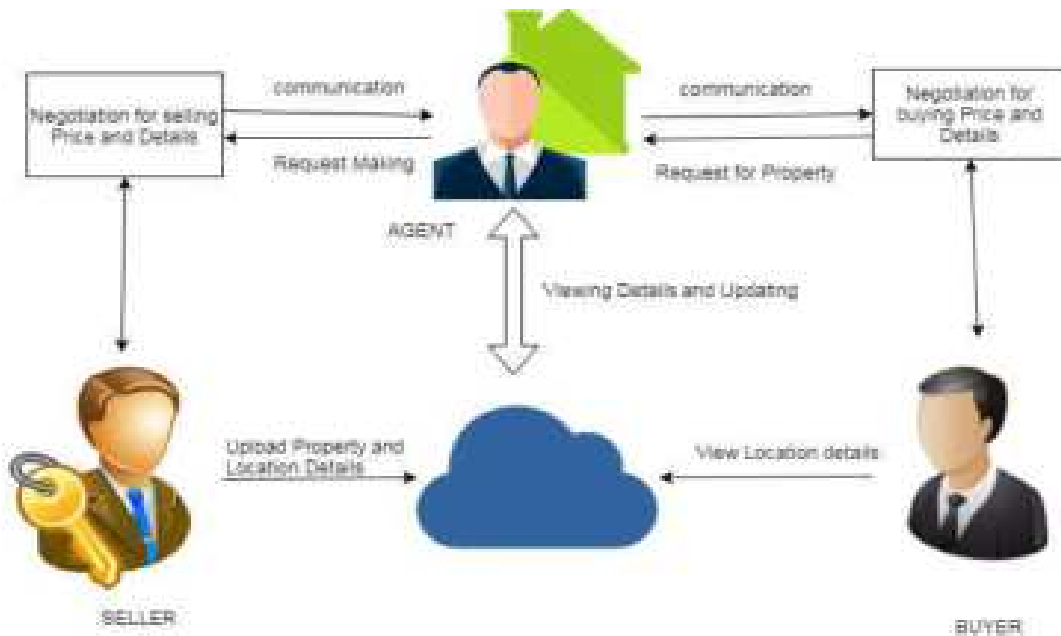 communication
communication
Negotiation for selling
Price and Details
Negotiation for
buying Price and
Details
Request Making
Request for Property
AGENT
Viewing Details and Updating
Upload Property and
Location Details
View Location details
SELLER
BUYER